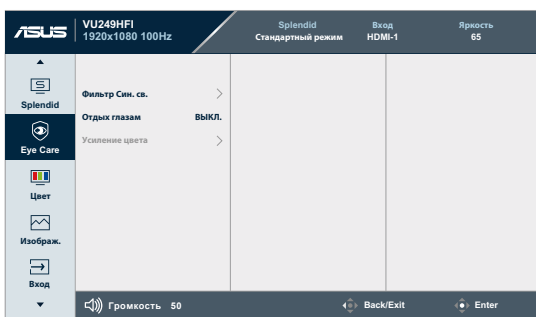 ASUS
VU249HFI
1920x1080 100Hz
Splendid
Стандартный режим
Вход
HDMI-1
Яркость
65
Splendid
Eye Care
Цвет
Изображ.
Вход
Фильтр Син. св.
Отдых глазам ВЫКЛ.
Усиление цвета
Громкость 50
Back/Exit
Enter